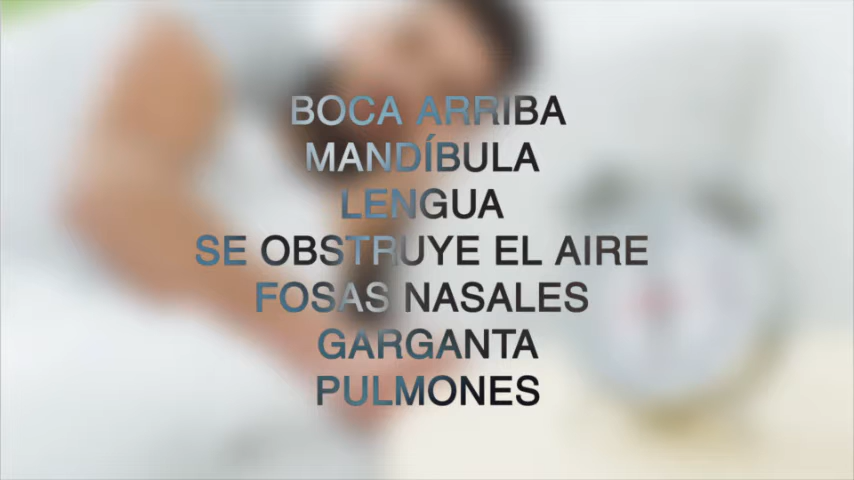 BOCA ARRIBA
MANDÍBULA
LENGUA
SE OBSTRUYE EL AIRE
FOSAS NASALES
GARGANTA
PULMONES